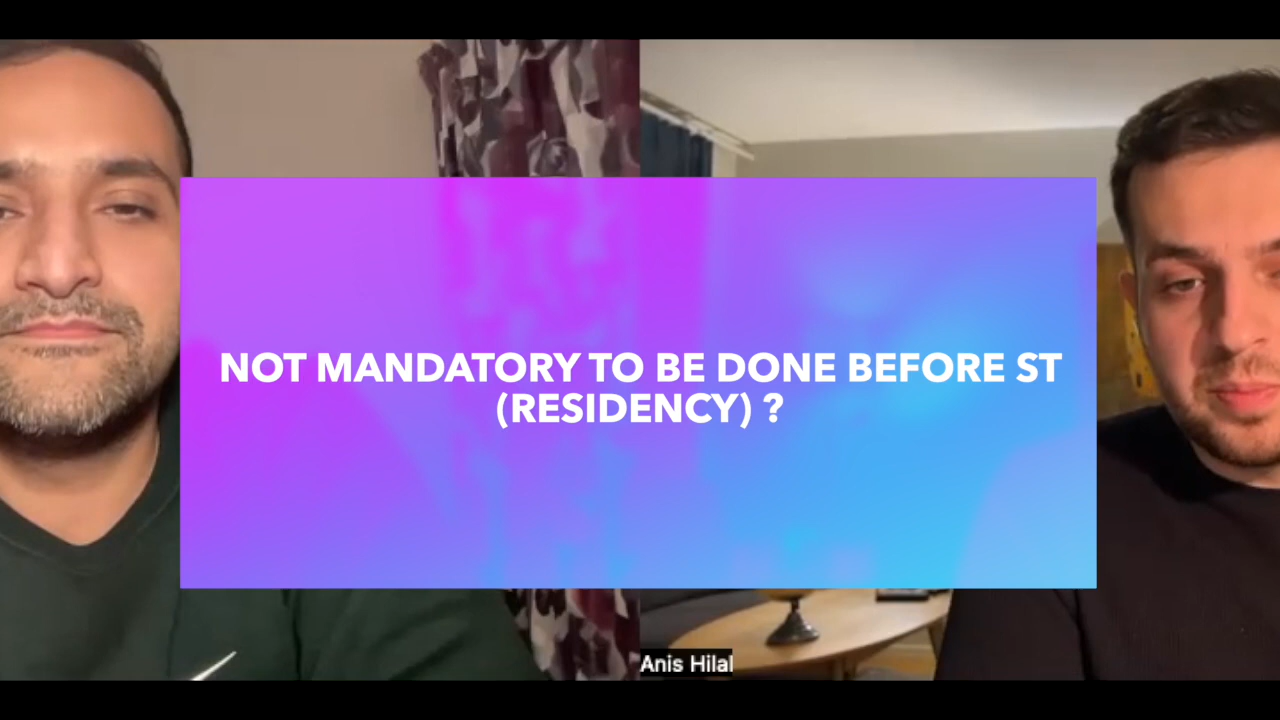 NOT MANDATORY TO BE DONE BEFORE ST
(RESIDENCY) ?
Anis Hilal